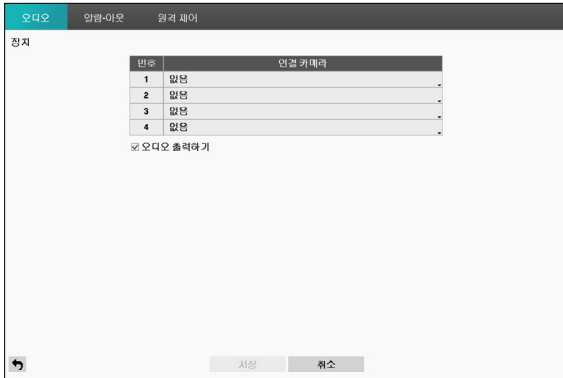 오디오 알람-아웃 원격 제어
장치
번호 연결 카메라
1 없음
2 없음
3 없음
4 없음
오디오 출력하기
저장 취소